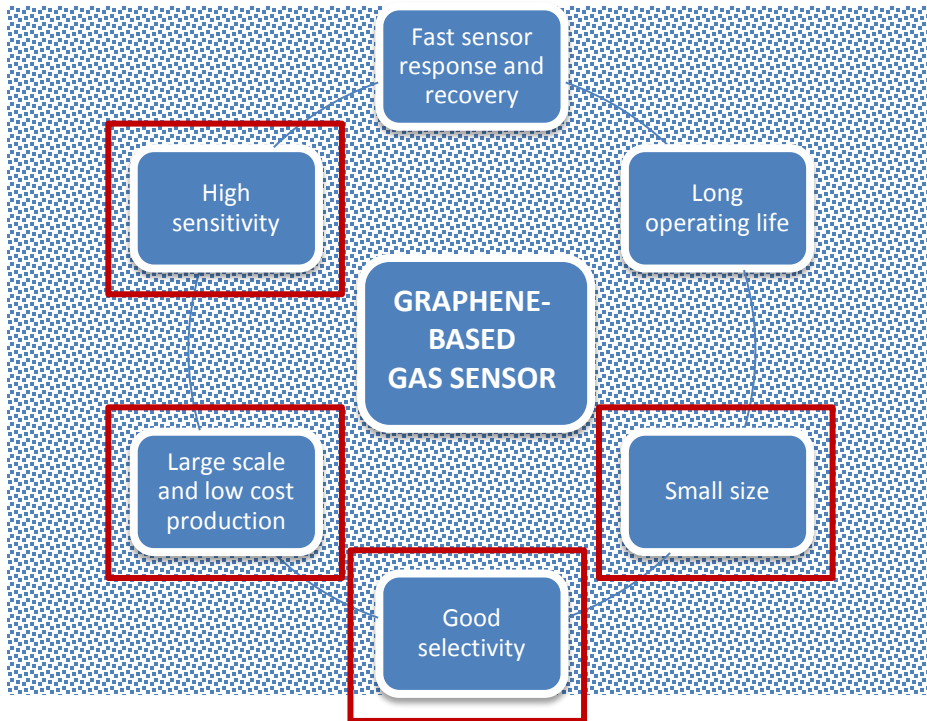 Fast sensor
response and
recovery
High
sensitivity
Long
operating life
GRAPHENE-
BASED
GAS SENSOR
Large scale
and low cost
production
Small size
Good
selectivity